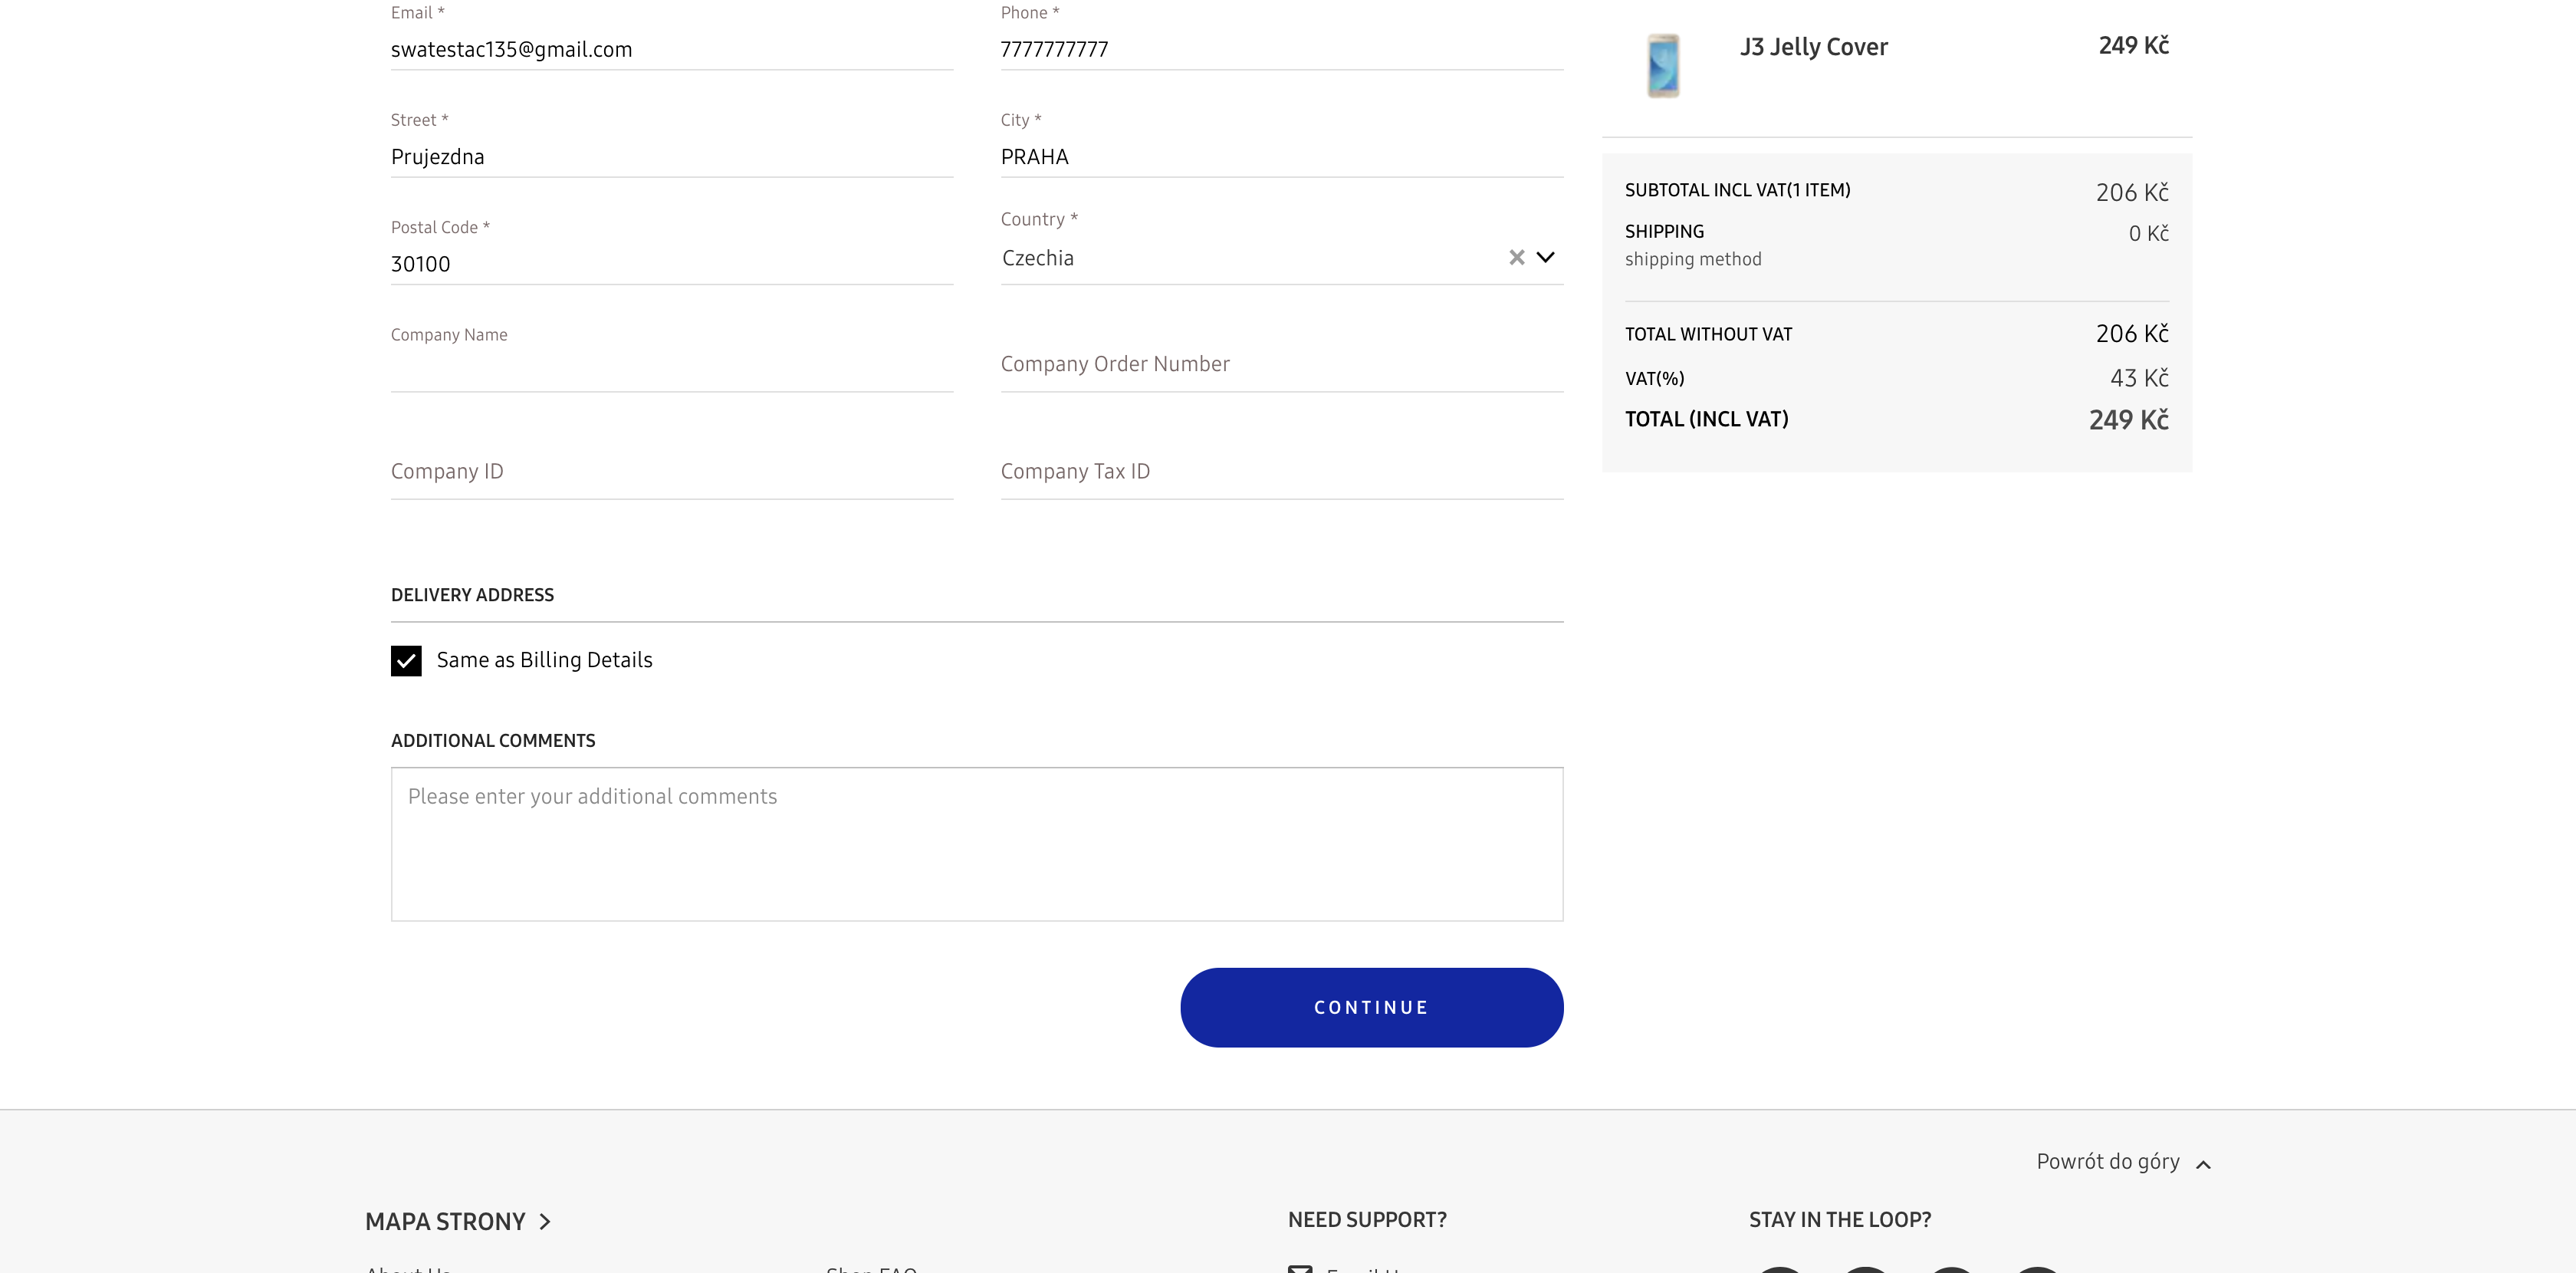 Email *
swatestac135@gmail.com
Phone *
7777777777
Street *
Prujezdna
City *
PRAHA
Postal Code *
30100
Country *
Czechia
Company Name
Company Order Number
Company ID
Company Tax ID
DELIVERY ADDRESS
Same as Billing Details
ADDITIONAL COMMENTS
Please enter your additional comments
CONTINUE
J3 Jelly Cover
249 Kč
SUBTOTAL INCL VAT(1 ITEM)
206 Kč
SHIPPING
0 Kč
shipping method
TOTAL WITHOUT VAT
206 Kč
VAT(%)
43 Kč
TOTAL (INCL VAT)
249 Kč
Powrót do góry
MAPA STRONY
NEED SUPPORT?
STAY IN THE LOOP?
About Us
Shop FAQ